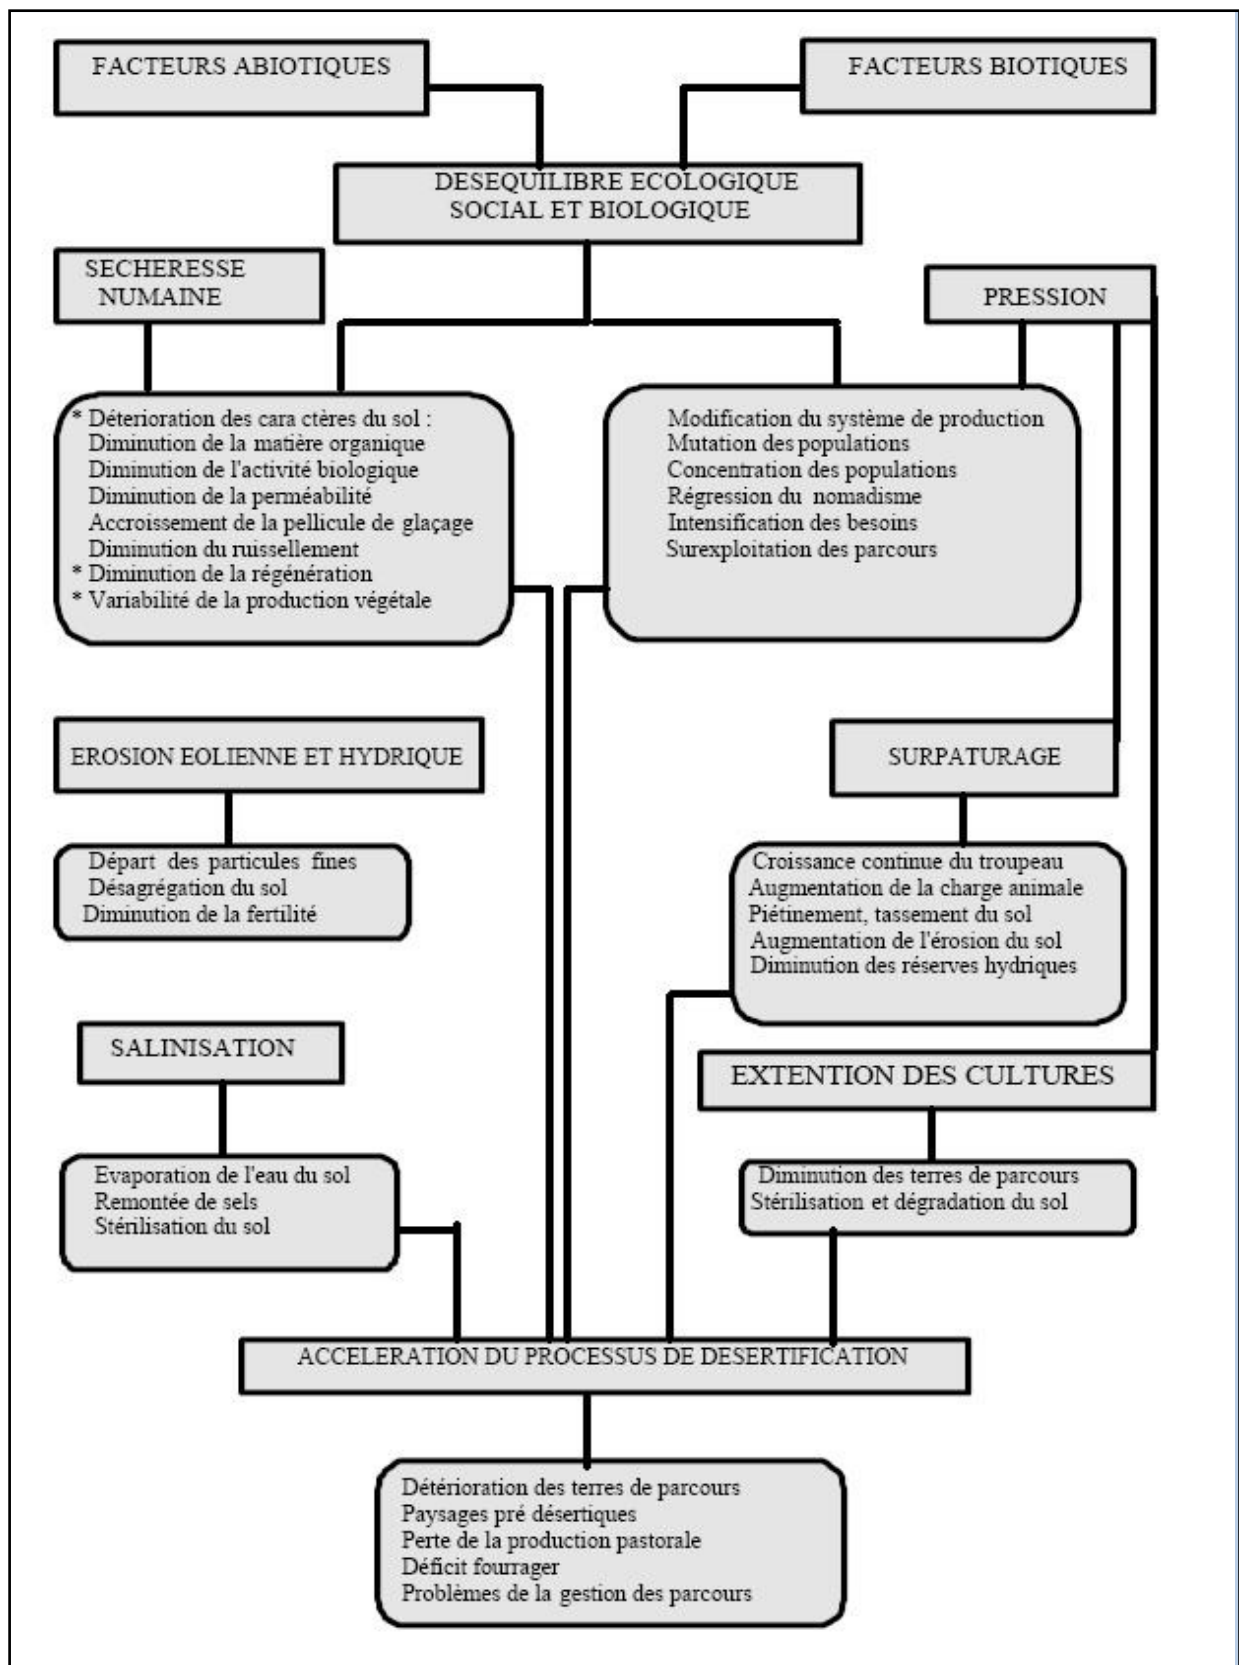 FACTEURS ABIOTIQUES
FACTEURS BIOTIQUES
DESEQUILIBRE ECOLOGIQUE
SOCIAL ET BIOLOGIQUE
SECHERESSE
NUMAINE
PRESSION
* Déterioration des cara ctères du sol :
Diminution de la matière organique
Diminution de l'activité biologique
Diminution de la perméabilité
Accroissement de la pellicule de glaçage
Diminution du ruissellement
* Diminution de la régénération
* Variabilité de la production végétale
Modification du système de production
Mutation des populations
Concentration des populations
Régression du nomadisme
Intensification des besoins
Surexploitation des parcours
EROSION EOLIENNE ET HYDRIQUE
SURPATURAGE
Départ des particules fines
Désagrégation du sol
Diminution de la fertilité
Croissance continue du troupeau
Augmentation de la charge animale
Piétinement, tassement du sol
Augmentation de l'érosion du sol
Diminution des réserves hydriques
SALINISATION
EXTENTION DES CULTURES
Evaporation de l'eau du sol
Remontée de sels
Stérilisation du sol
Diminution des terres de parcours
Stérilisation et dégradation du sol
ACCELERATION DU PROCESSUS DE DESERTIFICATION
Détérioration des terres de parcours
Paysages pré désertiques
Perte de la production pastorale
Déficit fourrager
Problèmes de la gestion des parcours